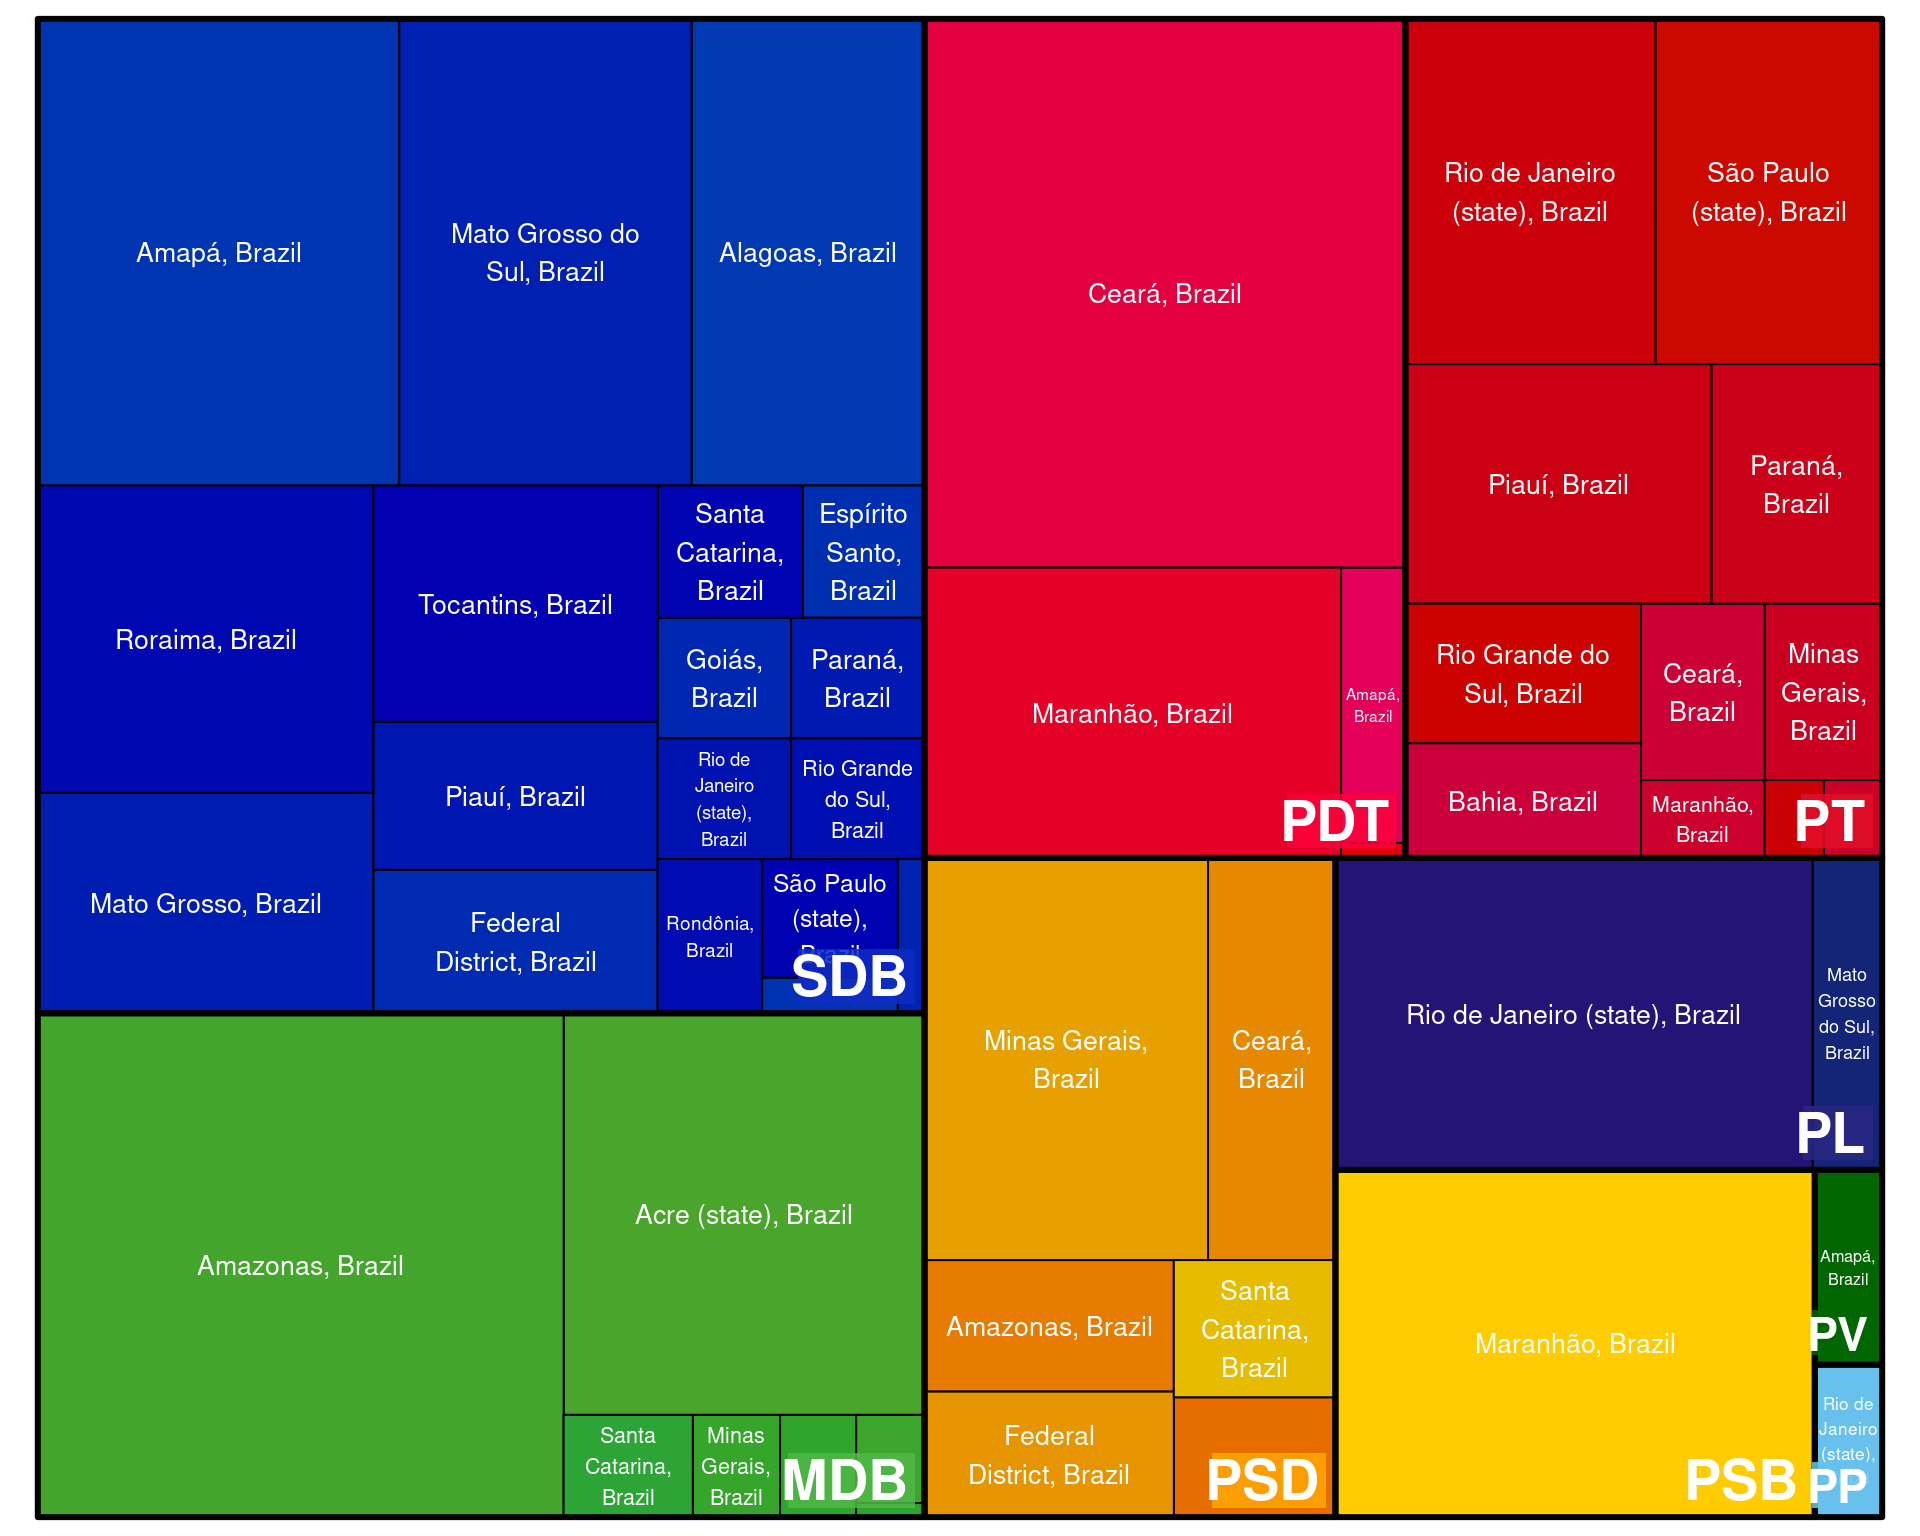 Amapá, Brazil
Mato Grosso do
Sul, Brazil
Alagoas, Brazil
Roraima, Brazil
Tocantins, Brazil
Santa
Catarina,
Brazil
Espírito
Santo,
Brazil
Goiás,
Brazil
Paraná,
Brazil
Piauí, Brazil
Rio de
Janeiro
(state),
Brazil
Rio Grande
do Sul,
Brazil
Mato Grosso, Brazil
Federal
District, Brazil
Rondônia,
Brazil
São Paulo
(state),
Brazil
SDB
Ceará, Brazil
Maranhão, Brazil
Amapá,
Brazil
PDT
Rio de Janeiro
(state), Brazil
São Paulo
(state), Brazil
Piauí, Brazil
Paraná,
Brazil
Rio Grande do
Sul, Brazil
Ceará,
Brazil
Minas
Gerais,
Brazil
Bahia, Brazil
Maranhão,
Brazil
PT
Amazonas, Brazil
Acre (state), Brazil
Santa
Catarina,
Brazil
Minas
Gerais,
Brazil
MDB
Minas Gerais,
Brazil
Ceará,
Brazil
Amazonas, Brazil
Santa
Catarina,
Brazil
Federal
District, Brazil
PSD
Rio de Janeiro (state), Brazil
Mato
Grosso
do Sul,
Brazil
PL
Maranhão, Brazil
PSB
Amapá,
Brazil
PV
Rio de
Janeiro
(state),
PP